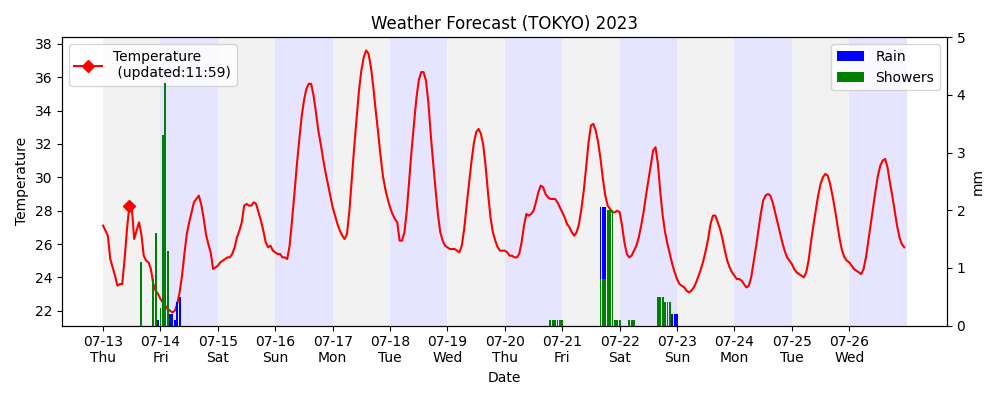 Weather Forecast (TOKYO) 2023
Temperature
(updated:11:59)
Rain
Showers
Temperature
38
36
34
32
30
28
26
24
22
5
4
3
2
1
0
mm
07-13 07-14 07-15 07-16 07-17 07-18 07-19 07-20 07-21 07-22 07-23 07-24 07-25 07-26
Thu Fri Sat Sun Mon Tue Wed Thu Fri Sat Sun Mon Tue Wed
Date